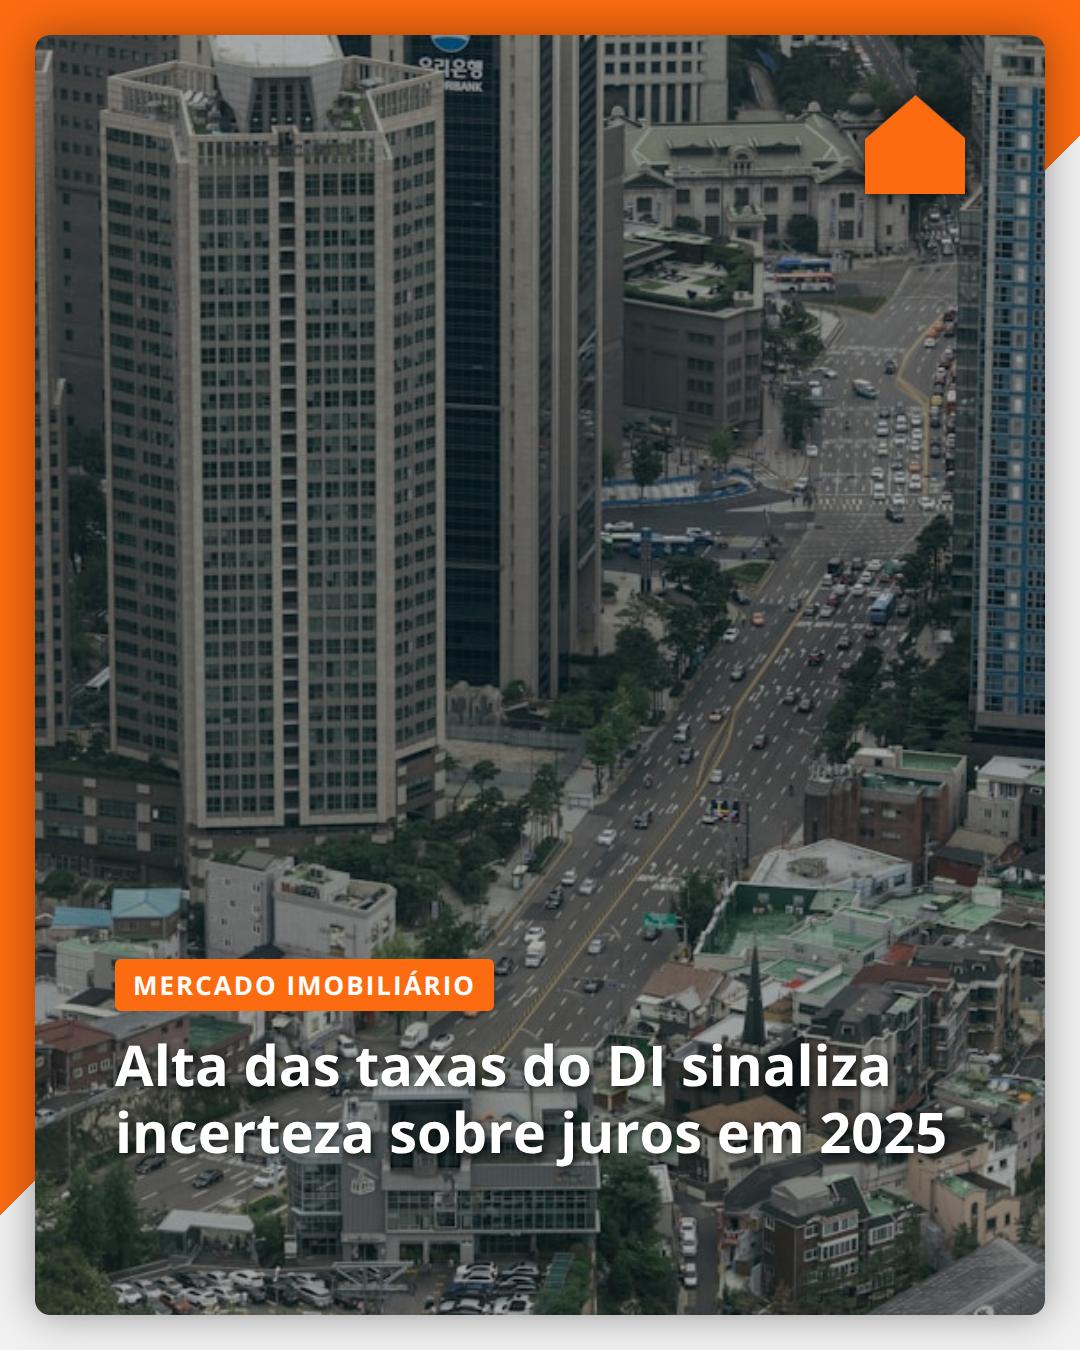 우리은행
MERCADO IMOBILIÁRIO
Alta das taxas do DI sinaliza
incerteza sobre juros em 2025